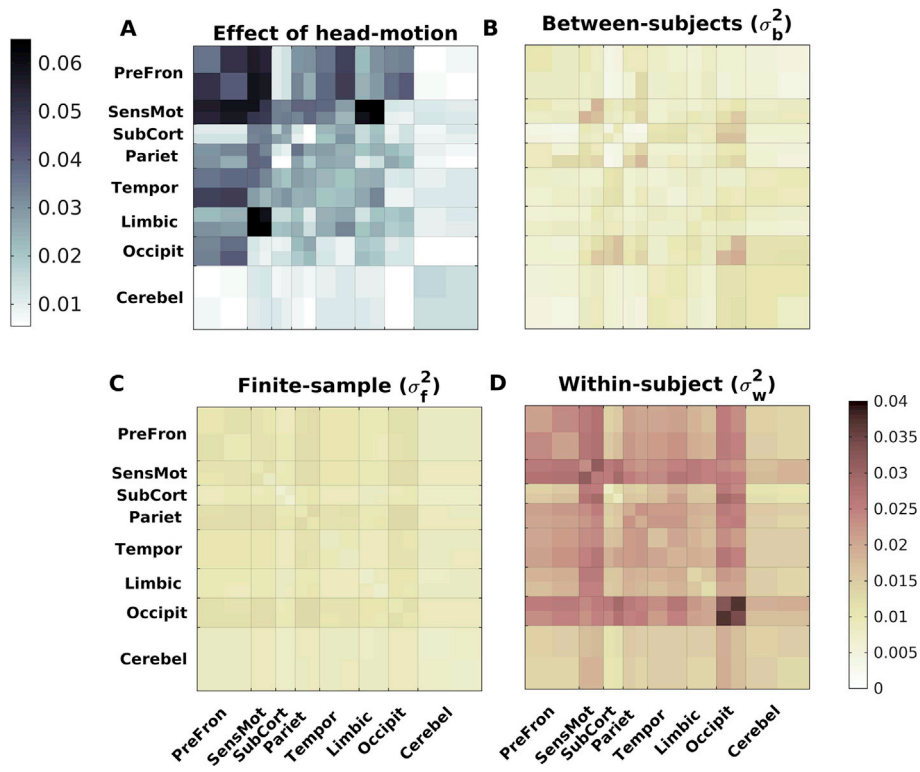 A
Effect of head-motion
B
Between-subjects (σ²b)
0.06
0.05
0.04
0.03
0.02
0.01
PreFron
SensMot
SubCort
Pariet
Tempor
Limbic
Occipit
Cerebel
C
Finite-sample (σ²f)
D
Within-subject (σ²w)
PreFron
SensMot
SubCort
Pariet
Tempor
Limbic
Occipit
Cerebel
0.04
0.035
0.03
0.025
0.02
0.015
0.01
0.005
0
PreFron
SensMot
SubCort
Pariet
Tempor
Limbic
Occipit
Cerebel
PreFron
SensMot
SubCort
Pariet
Tempor
Limbic
Occipit
Cerebel